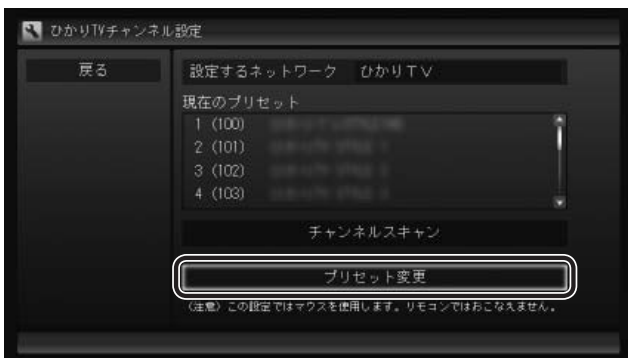 ひかりTVチャンネル設定
戻る
設定するネットワーク ひかりTV
現在のプリセット
1 (100)
2 (101)
3 (102)
4 (103)
チャンネルスキャン
プリセット変更
(注意) この設定ではマウスを使用します。リモコンではおこなえません。